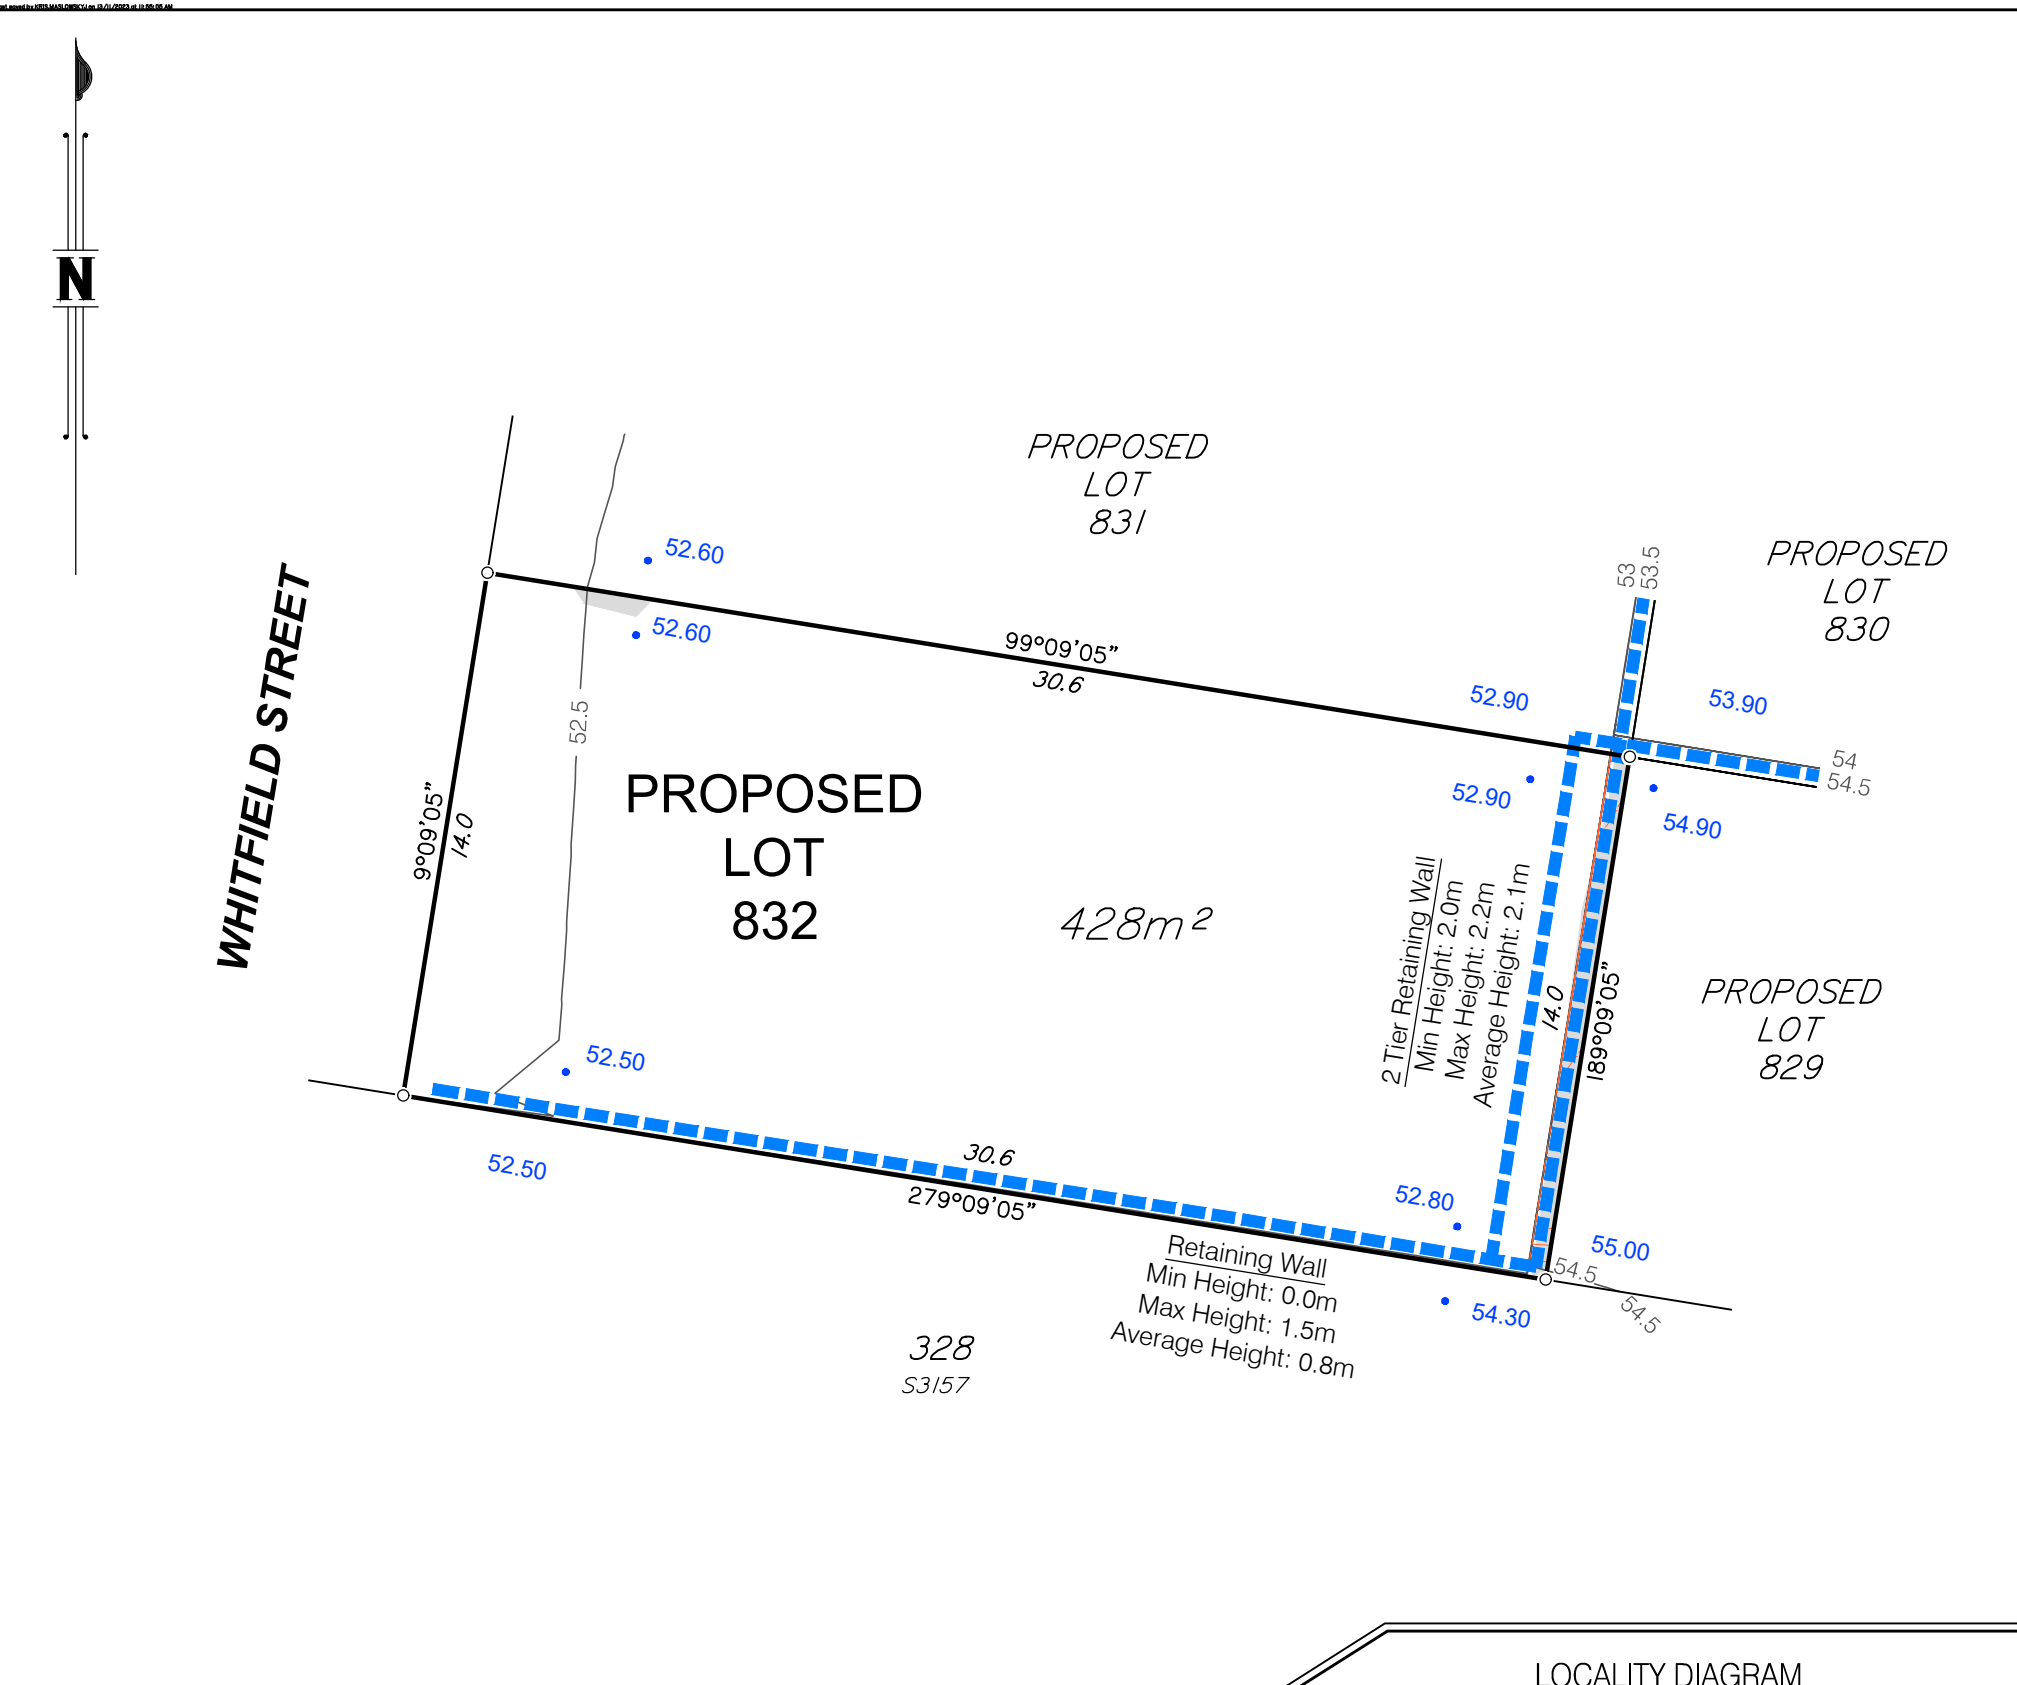 N
WHITFIELD STREET
PROPOSED
LOT
831
PROPOSED
LOT
830
53
53.5
52.60
52.60
99°09'05"
30.6
52.90
53.90
54
54.5
52.90
54.90
52.5
PROPOSED
LOT
832
428m²
9°09'05"
14.0
2 Tier Retaining Wall
Min Height: 2.0m
Max Height: 2.2m
Average Height: 2.1m
14.0
189°09'05"
PROPOSED
LOT
829
52.50
52.50
30.6
279°09'05"
52.80
55.00
54.5
54.5
54.30
Retaining Wall
Min Height: 0.0m
Max Height: 1.5m
Average Height: 0.8m
328
S3157
LOCALITY DIAGRAM